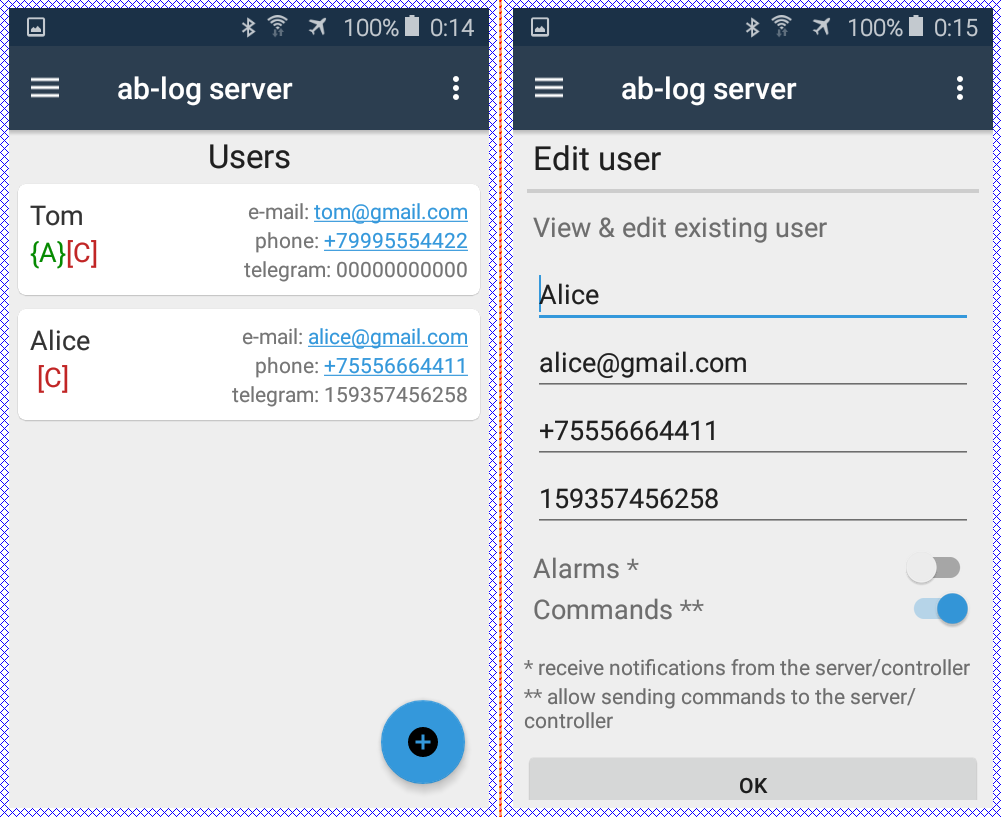 100% 0:14
ab-log server
Users
Tom
{A}[C]
e-mail: tom@gmail.com
phone: +79995554422
telegram: 00000000000
Alice
[C]
e-mail: alice@gmail.com
phone: +75556664411
telegram: 159357456258
100% 0:15
ab-log server
Edit user
View & edit existing user
Alice
alice@gmail.com
+75556664411
159357456258
Alarms *
Commands **
* receive notifications from the server/controller
** allow sending commands to the server/
controller
OK